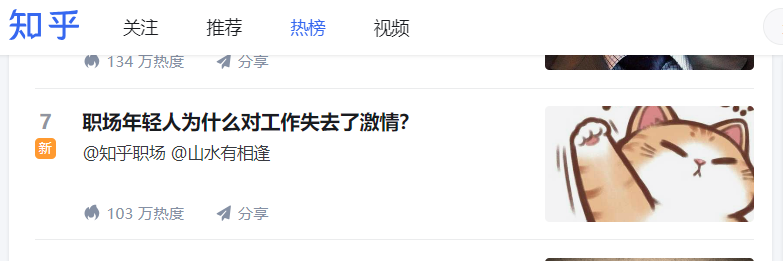 知乎 关注 推荐 热榜 视频
134 万热度 分享
7 职场年轻人为什么对工作失去了激情？
新 @知乎职场 @山水有相逢
103 万热度 分享